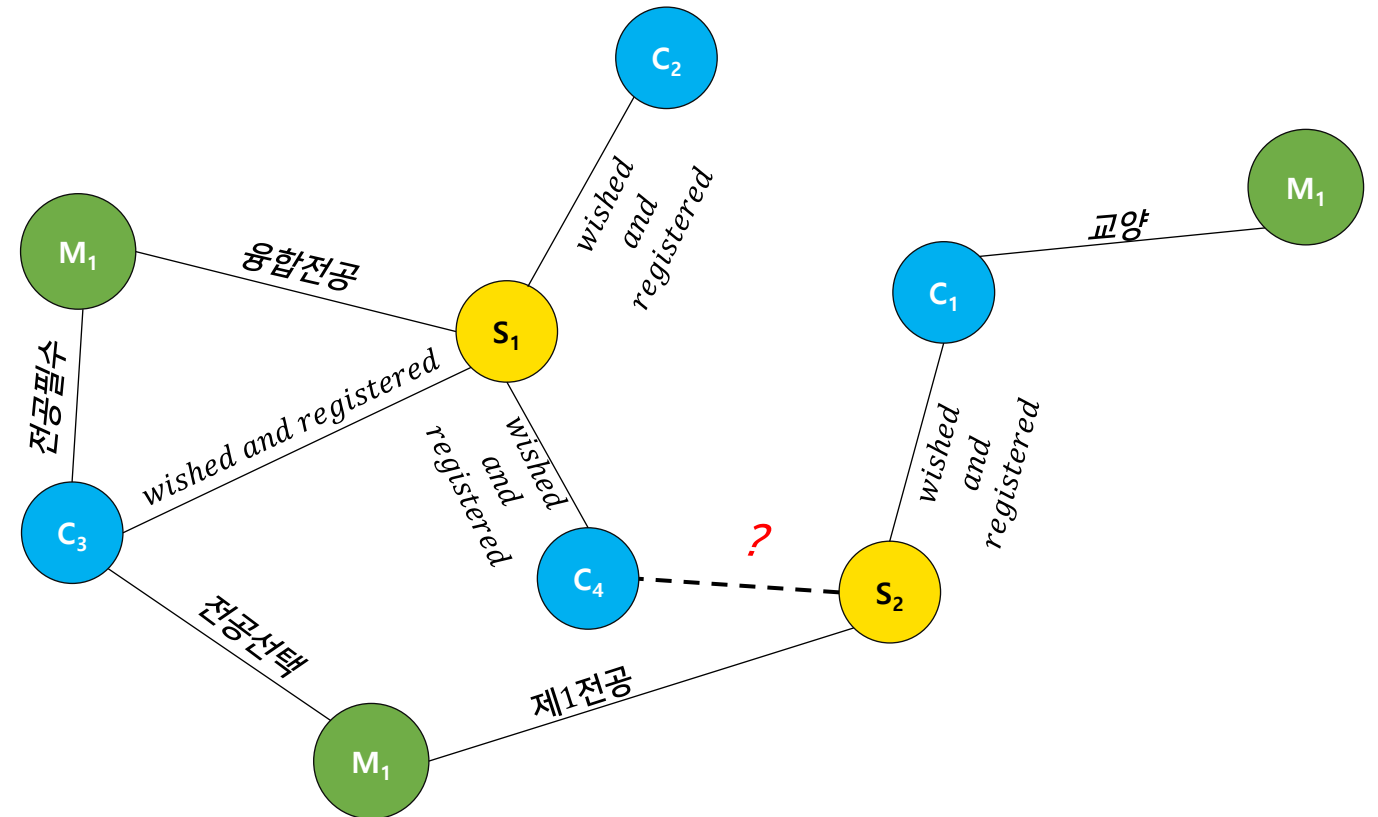 C₂
wished
and
registered
M₁
교양
M₁
융합전공
C₁
S₁
전공필수
wished and registered
wished
and
registered
wished
and
registered
C₃
?
C₄
S₂
전공선택
제1전공
M₁